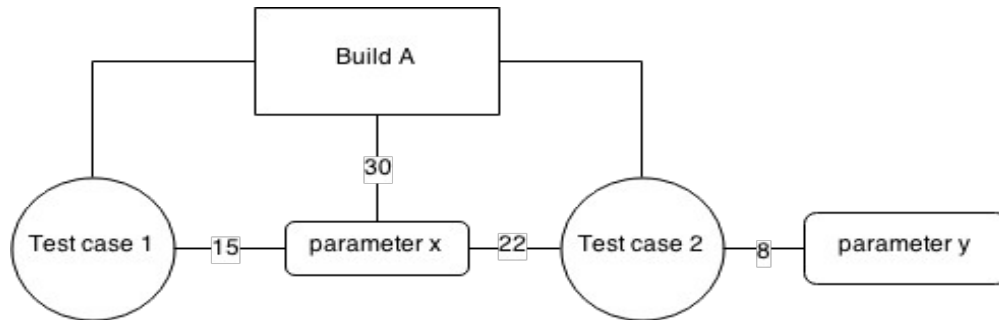 Build A
30
Test case 1
15
parameter x
22
Test case 2
8
parameter y